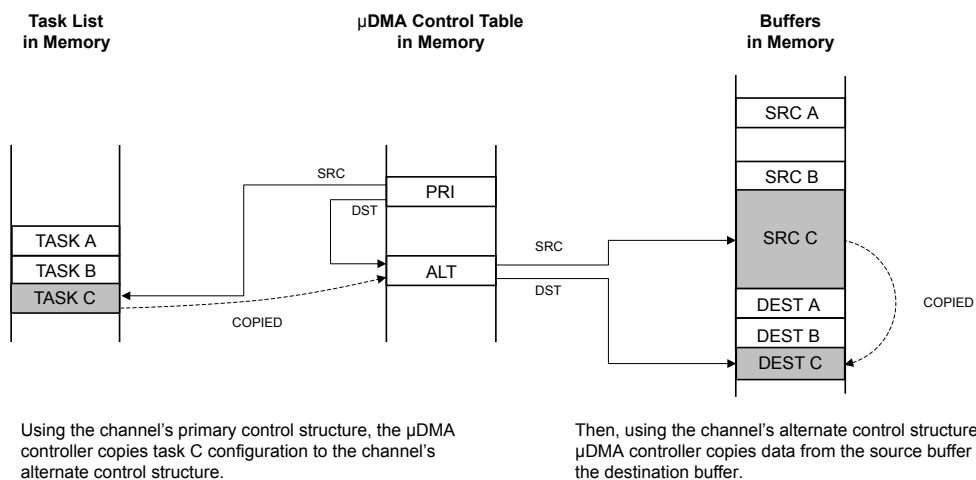 Task List
in Memory
µDMA Control Table
in Memory
Buffers
in Memory
SRC A
SRC B
SRC
PRI
DST
TASK A
TASK B
TASK C
SRC
ALT
DST
COPIED
SRC C
DEST A
DEST B
DEST C
COPIED
Using the channel’s primary control structure, the µDMA
controller copies task C configuration to the channel’s
alternate control structure.
Then, using the channel’s alternate control structure
µDMA controller copies data from the source buffer
the destination buffer.